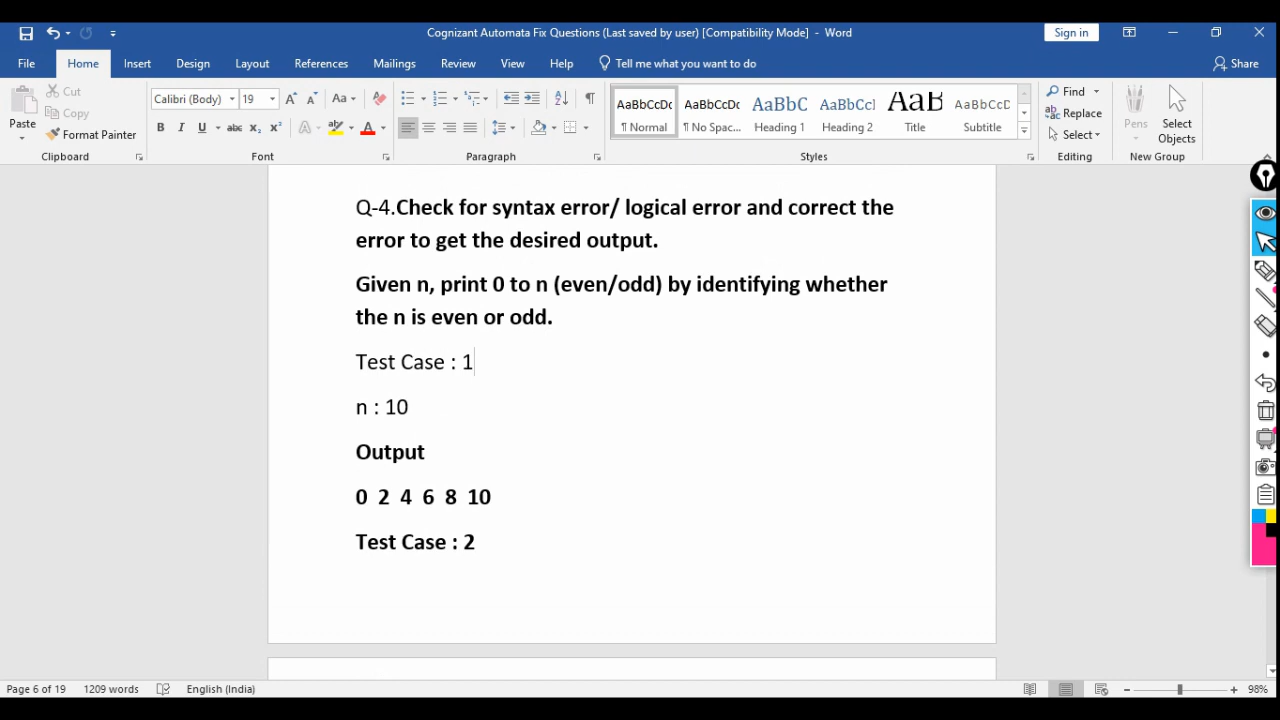 Cognizant Automata Fix Questions (Last saved by user) [Compatibility Mode] - Word
Sign in
File Home Insert Design Layout References Mailings Review View Help Tell me what you want to do Share
Paste
Cut
Copy
Format Painter
Clipboard
Calibri (Body) 19
Font
Paragraph
AaBbCcDc AaBbCcDc AaBbC AaBbCcI AaB AaBbCcD
¶ Normal ¶ No Spac... Heading 1 Heading 2 Title Subtitle
Styles
Find
Replace
Select
Editing
Pens
Select
Objects
New Group
Q-4.Check for syntax error/ logical error and correct the
error to get the desired output.
Given n, print 0 to n (even/odd) by identifying whether
the n is even or odd.
Test Case : 1
n : 10
Output
0 2 4 6 8 10
Test Case : 2
Page 6 of 19 1209 words English (India) 98%